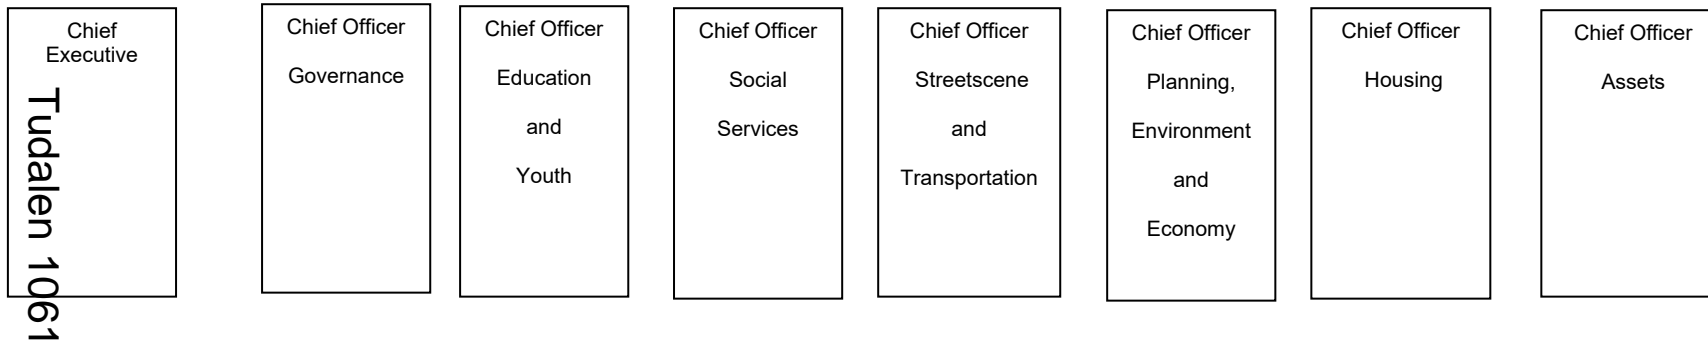 Chief
Executive
Tudalen 1061
Chief Officer
Governance
Chief Officer
Education
and
Youth
Chief Officer
Social
Services
Chief Officer
Streetscene
and
Transportation
Chief Officer
Planning,
Environment
and
Economy
Chief Officer
Housing
Chief Officer
Assets